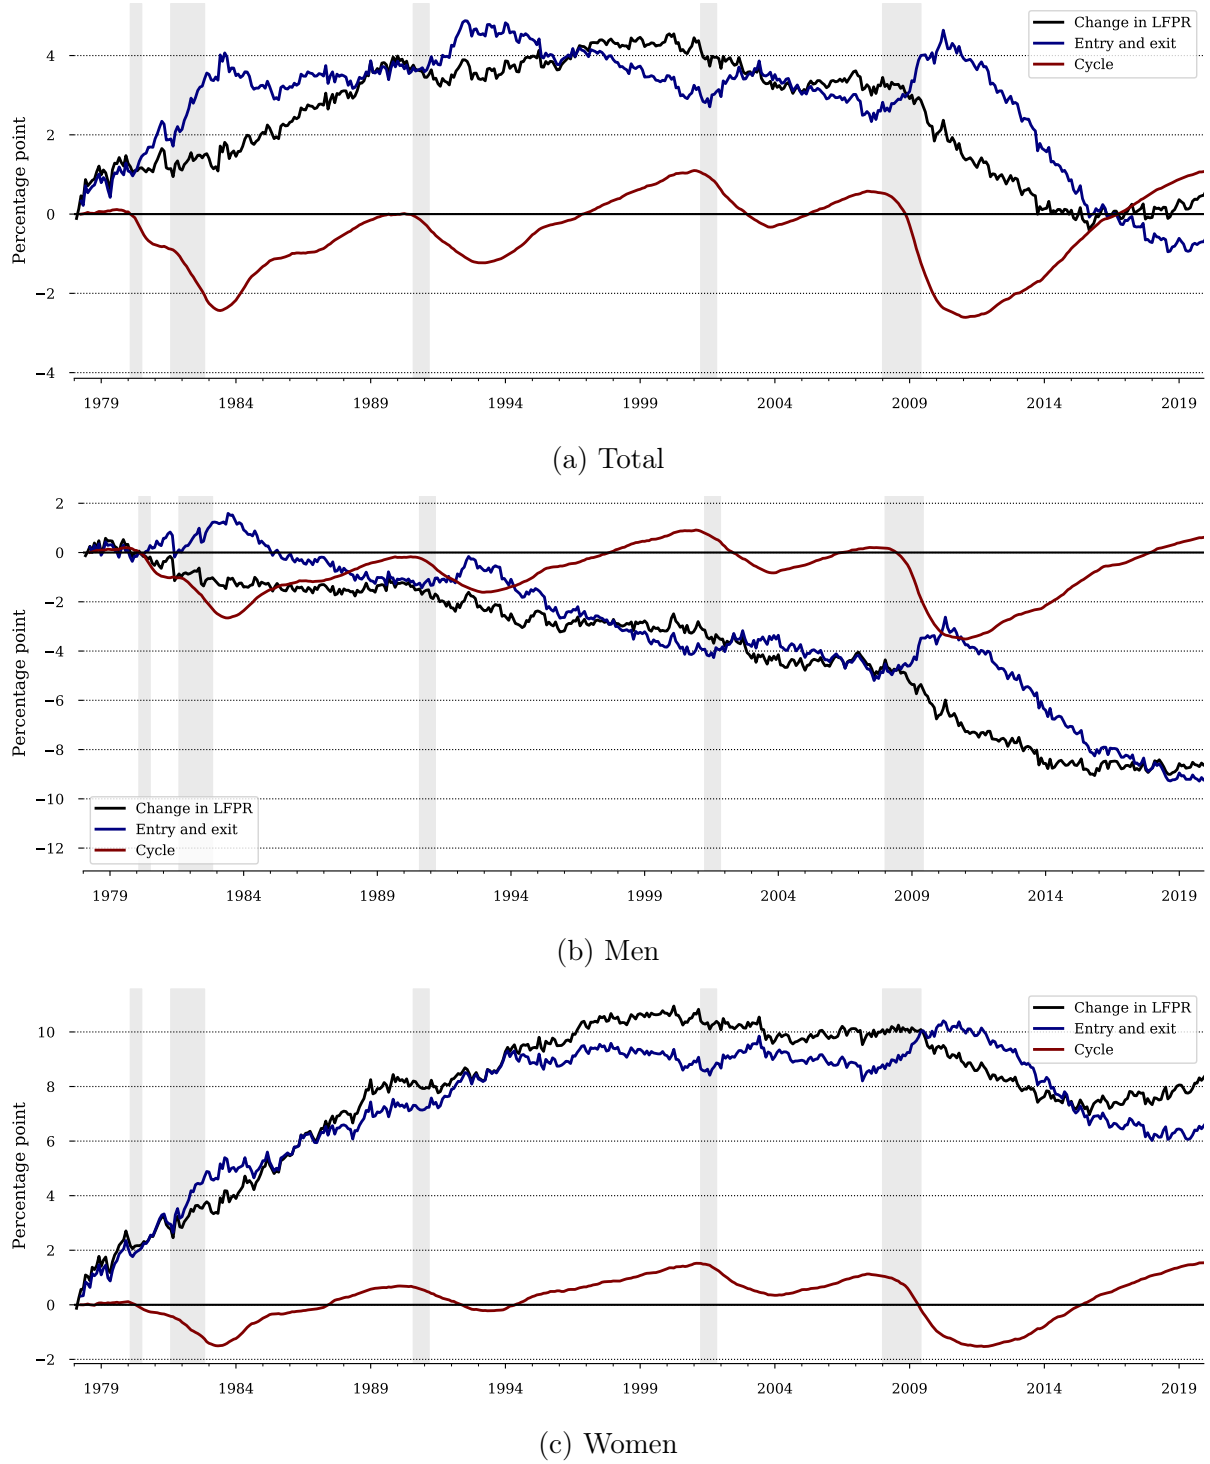 Change in LFPR
Entry and exit
Cycle
Percentage point
4
2
0
−2
−4
1979 1984 1989 1994 1999 2004 2009 2014 2019
(a) Total
Percentage point
2
0
−2
−4
−6
−8
−10
−12
Change in LFPR
Entry and exit
Cycle
1979 1984 1989 1994 1999 2004 2009 2014 2019
(b) Men
Change in LFPR
Entry and exit
Cycle
Percentage point
10
8
6
4
2
0
−2
1979 1984 1989 1994 1999 2004 2009 2014 2019
(c) Women